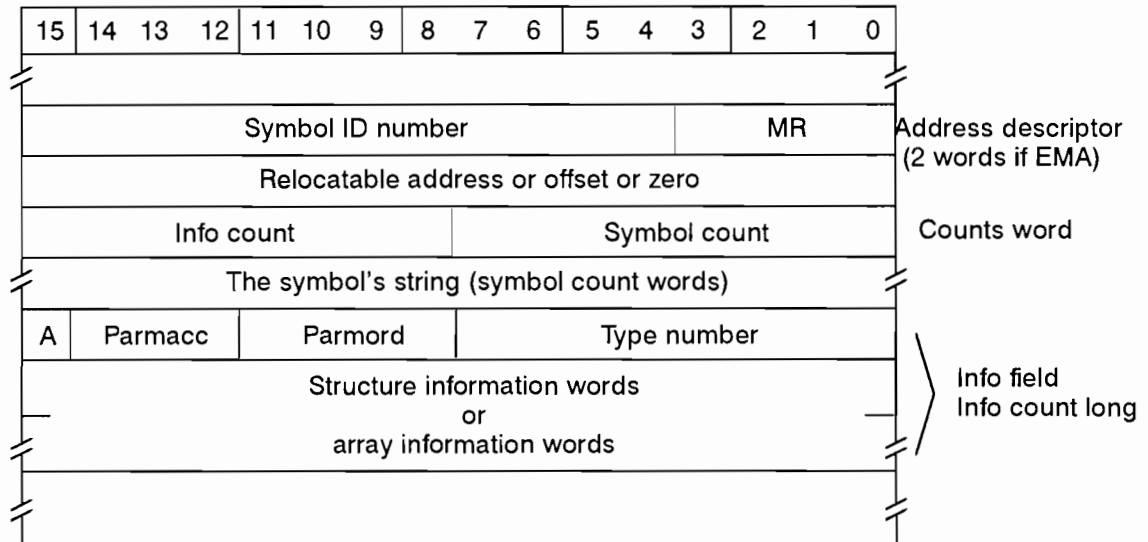 15 14 13 12 11 10 9 8 7 6 5 4 3 2 1 0
Symbol ID number MR Address descriptor
(2 words if EMA)
Relocatable address or offset or zero
Info count Symbol count Counts word
The symbol's string (symbol count words)
A Parmacc Parmord Type number
Structure information words
or
array information words
Info field
Info count long